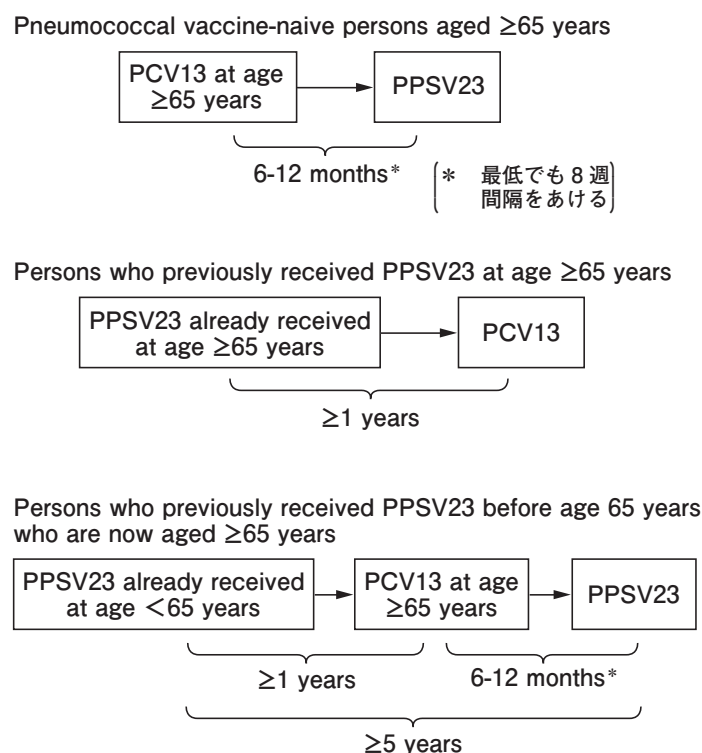 Pneumococcal vaccine-naive persons aged ≥65 years
PCV13 at age
≥65 years
PPSV23
6-12 months*
* 最低でも8週
間隔をあける
Persons who previously received PPSV23 at age ≥65 years
PPSV23 already received
at age ≥65 years
PCV13
≥1 years
Persons who previously received PPSV23 before age 65 years
who are now aged ≥65 years
PPSV23 already received
at age <65 years
PCV13 at age
≥65 years
PPSV23
≥1 years
6-12 months*
≥5 years